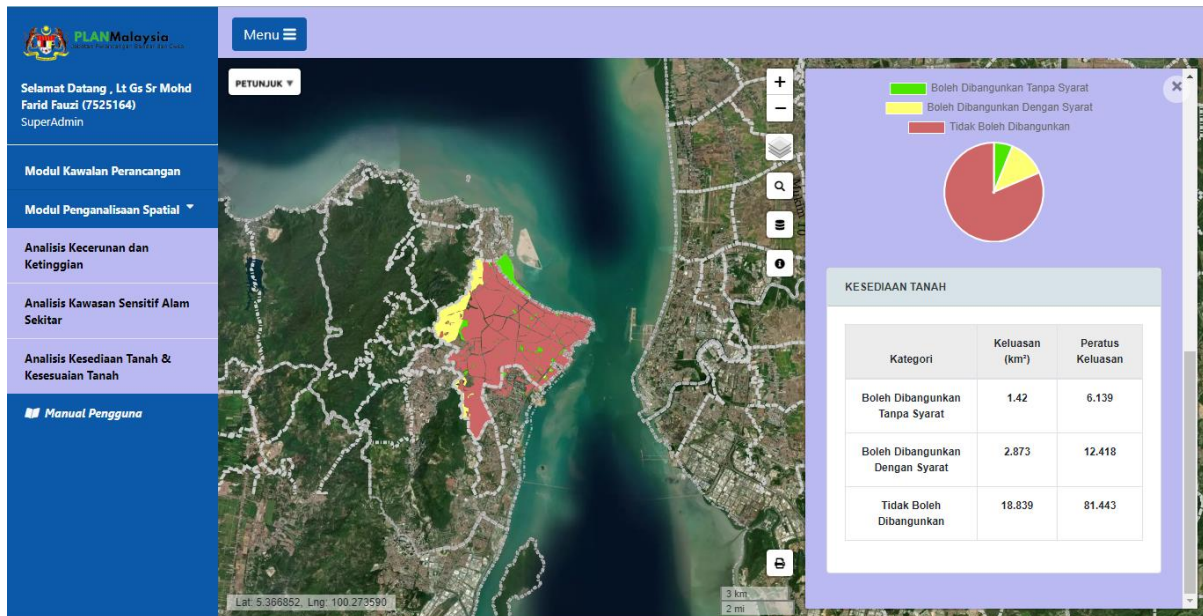 PLANMalaysia
Menu
Selamat Datang , Lt Gs Sr Mohd
Farid Fauzi (7525164)
SuperAdmin
Modul Kawalan Perancangan
Modul Penganalisaan Spatial
Analisis Kecerunan dan
Ketinggian
Analisis Kawasan Sensitif Alam
Sekitar
Analisis Kesediaan Tanah &
Kesesuaian Tanah
Manual Pengguna
PETUNJUK ▼
+
−
Lat: 5.366852, Lng: 100.273590
3 km
2 mi
×
Boleh Dibangunkan Tanpa Syarat
Boleh Dibangunkan Dengan Syarat
Tidak Boleh Dibangunkan
KESEDIAAN TANAH
Kategori Keluasan (km²) Peratus Keluasan
Boleh Dibangunkan Tanpa Syarat 1.42 6.139
Boleh Dibangunkan Dengan Syarat 2.873 12.418
Tidak Boleh Dibangunkan 18.839 81.443